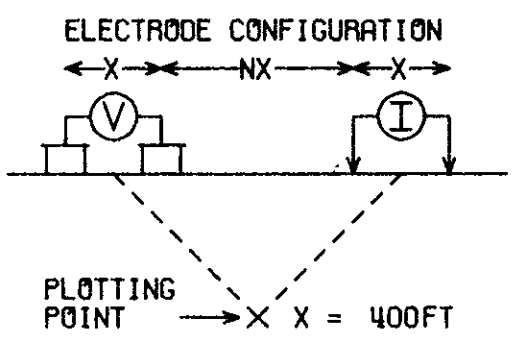 ELECTRODE CONFIGURATION
X NX X
V I
PLOTTING
POINT X X = 400FT